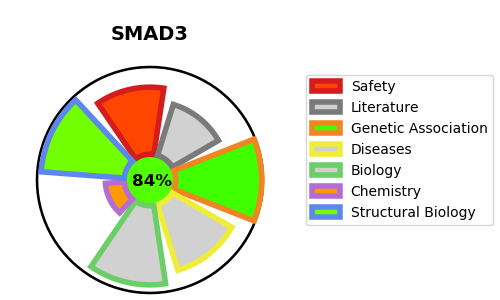 SMAD3
84%
Safety
Literature
Genetic Association
Diseases
Biology
Chemistry
Structural Biology